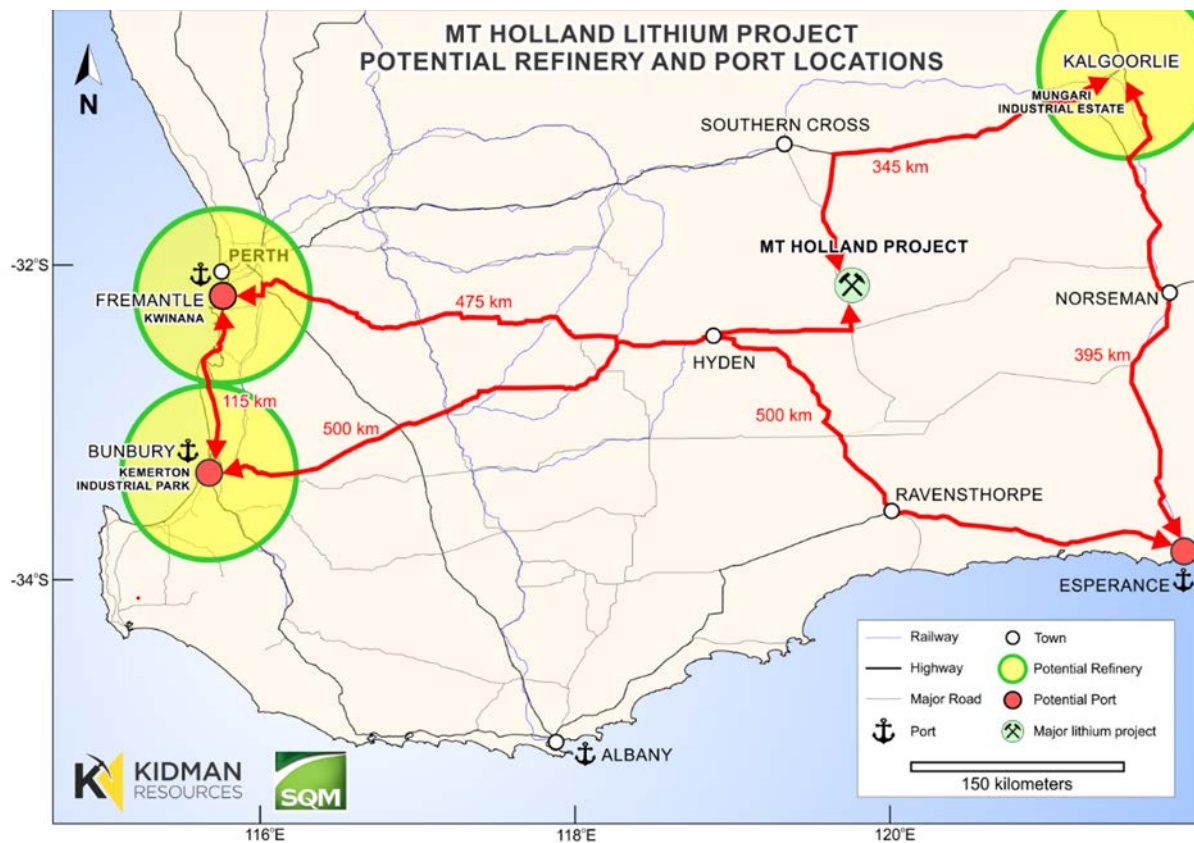 MT HOLLAND LITHIUM PROJECT
POTENTIAL REFINERY AND PORT LOCATIONS
N
KALGOORLIE
MUNGARI
INDUSTRIAL ESTATE
SOUTHERN CROSS
345 km
MT HOLLAND PROJECT
-32°S
PERTH
FREMANTLE
KWINANA
475 km
NORSEMAN
HYDEN
395 km
115 km
BUNBURY
KEMERTON
INDUSTRIAL PARK
500 km
500 km
RAVENSTHORPE
-34°S
ESPERANCE
Railway
Town
Highway
Potential Refinery
Major Road
Potential Port
Port
Major lithium project
150 kilometers
ALBANY
KIDMAN
RESOURCES
SQM
116°E
118°E
120°E